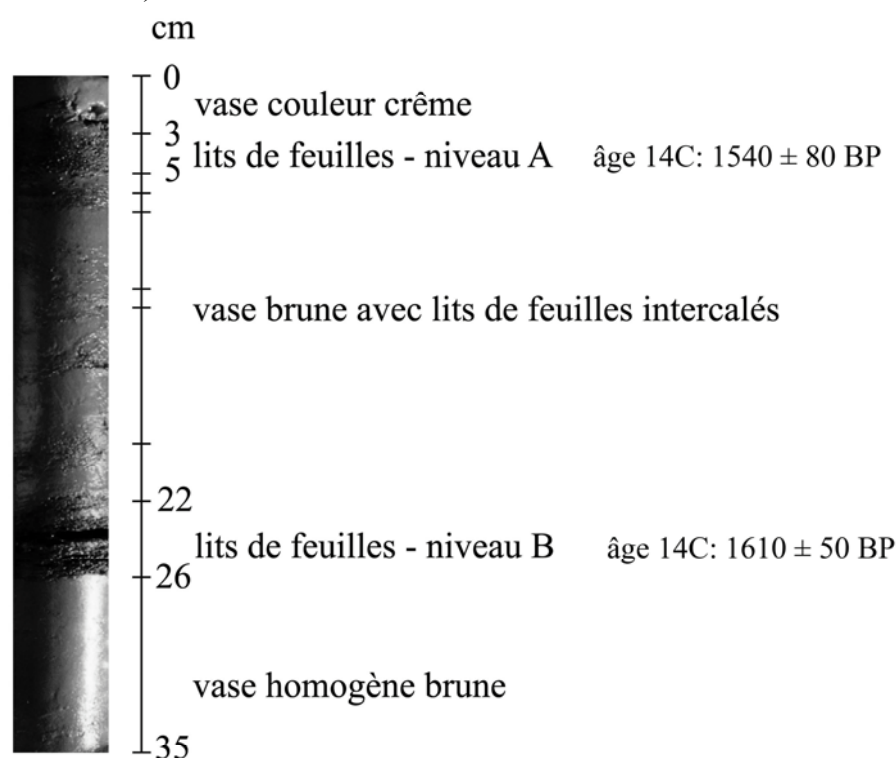 cm
0
vase couleur crême
3
lits de feuilles - niveau A âge 14C: 1540 ± 80 BP
5
vase brune avec lits de feuilles intercalés
22
lits de feuilles - niveau B âge 14C: 1610 ± 50 BP
26
vase homogène brune
35